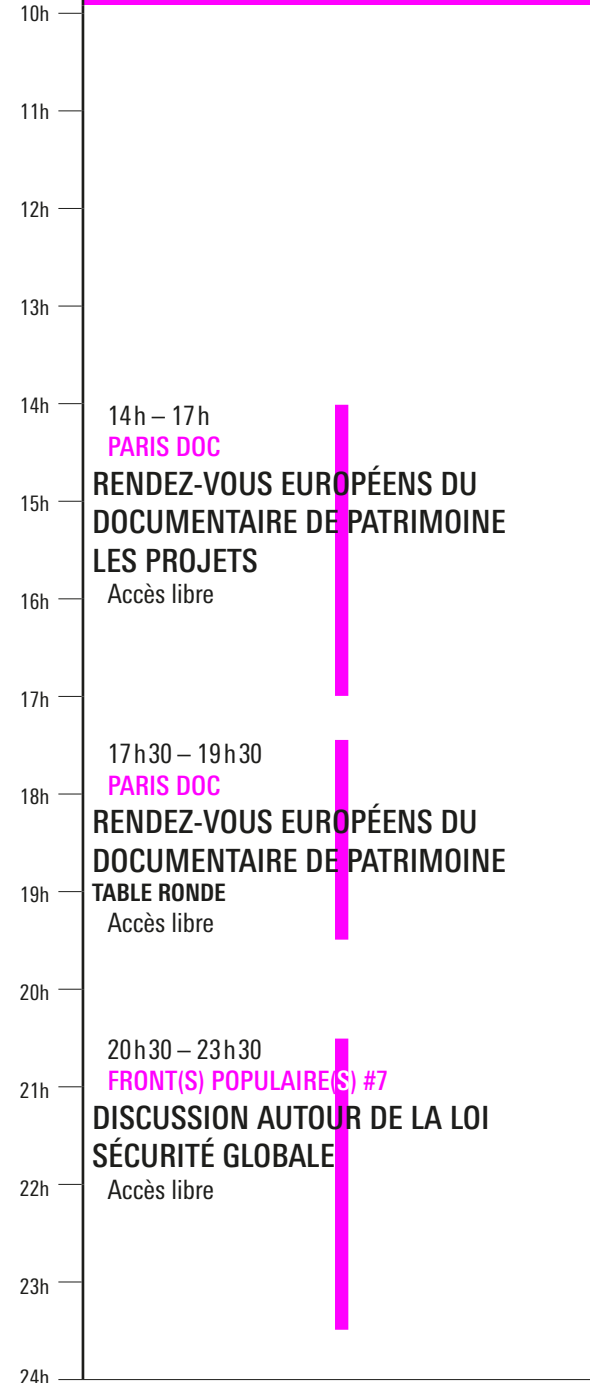 10h
11h
12h
13h
14h
14h – 17h
PARIS DOC
RENDEZ-VOUS EUROPÉENS DU
15h
DOCUMENTAIRE DE PATRIMOINE
LES PROJETS
16h
Accès libre
17h
17h30 – 19h30
PARIS DOC
18h
RENDEZ-VOUS EUROPÉENS DU
DOCUMENTAIRE DE PATRIMOINE
19h
TABLE RONDE
Accès libre
20h
20h30 – 23h30
FRONT(S) POPULAIRE(S) #7
21h
DISCUSSION AUTOUR DE LA LOI
SÉCURITÉ GLOBALE
22h
Accès libre
23h
24h